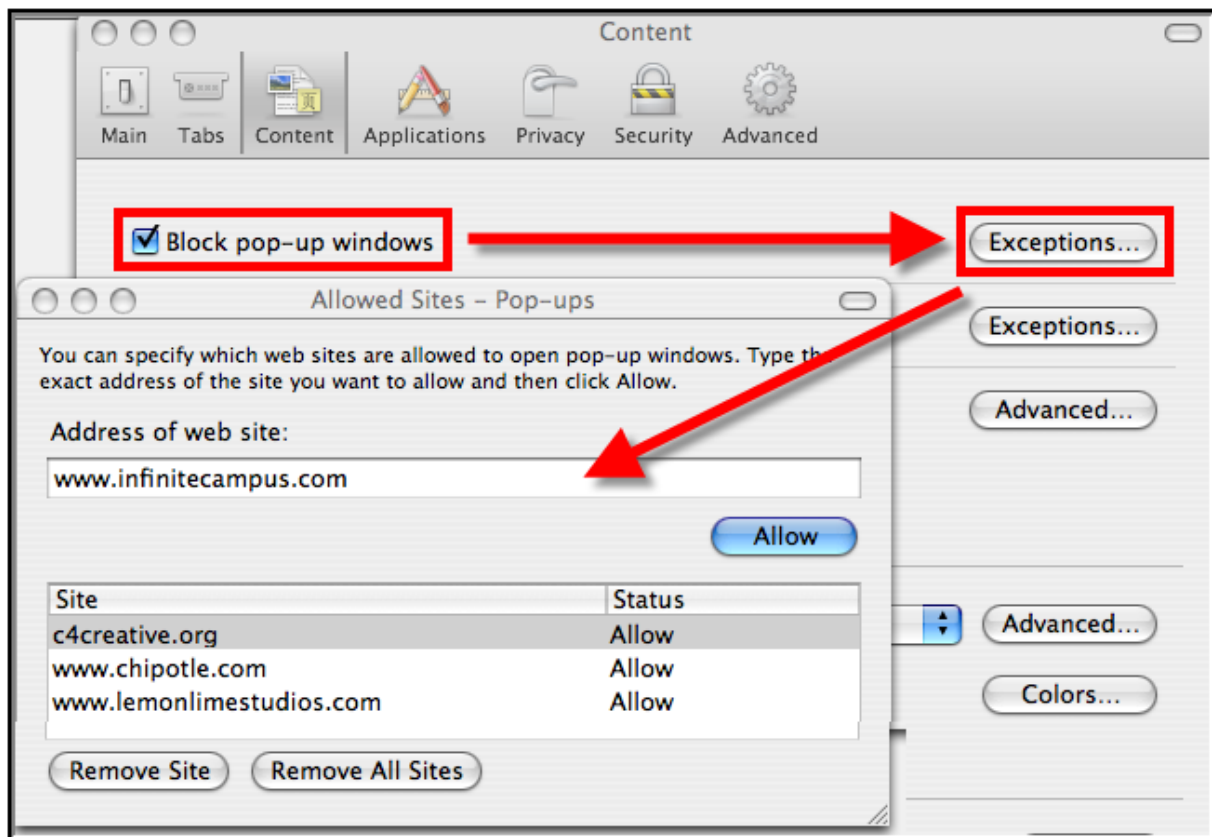 Content
Main Tabs Content Applications Privacy Security Advanced
Block pop-up windows Exceptions...
Allowed Sites – Pop-ups
Exceptions...
You can specify which web sites are allowed to open pop-up windows. Type the
exact address of the site you want to allow and then click Allow.
Advanced...
Address of web site:
www.infinitecampus.com
Allow
Site Status
c4creative.org Allow
Advanced...
www.chipotle.com Allow
www.lemonlimestudios.com Allow
Colors...
Remove Site Remove All Sites